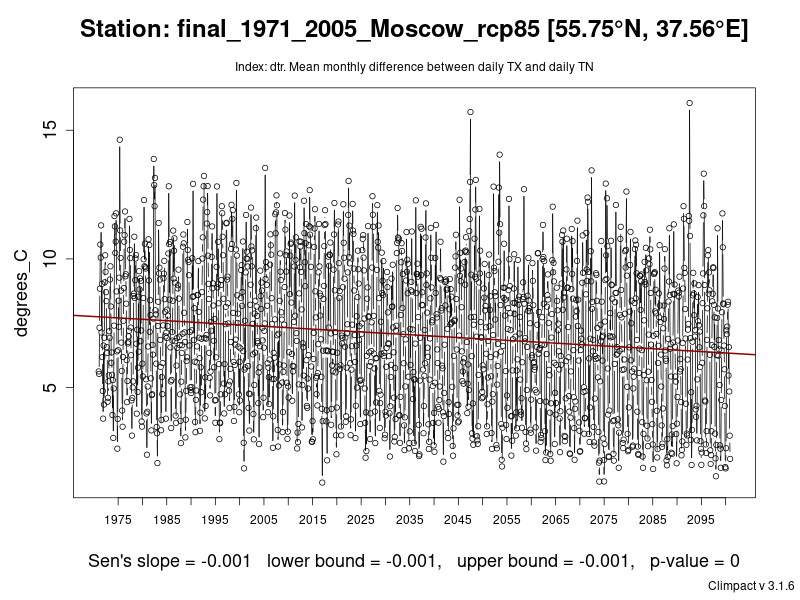 Station: final_1971_2005_Moscow_rcp85 [55.75°N, 37.56°E]
Index: dtr. Mean monthly difference between daily TX and daily TN
degrees_C
15
10
5
1975 1985 1995 2005 2015 2025 2035 2045 2055 2065 2075 2085 2095
Sen's slope = -0.001 lower bound = -0.001, upper bound = -0.001, p-value = 0
Climpact v 3.1.6